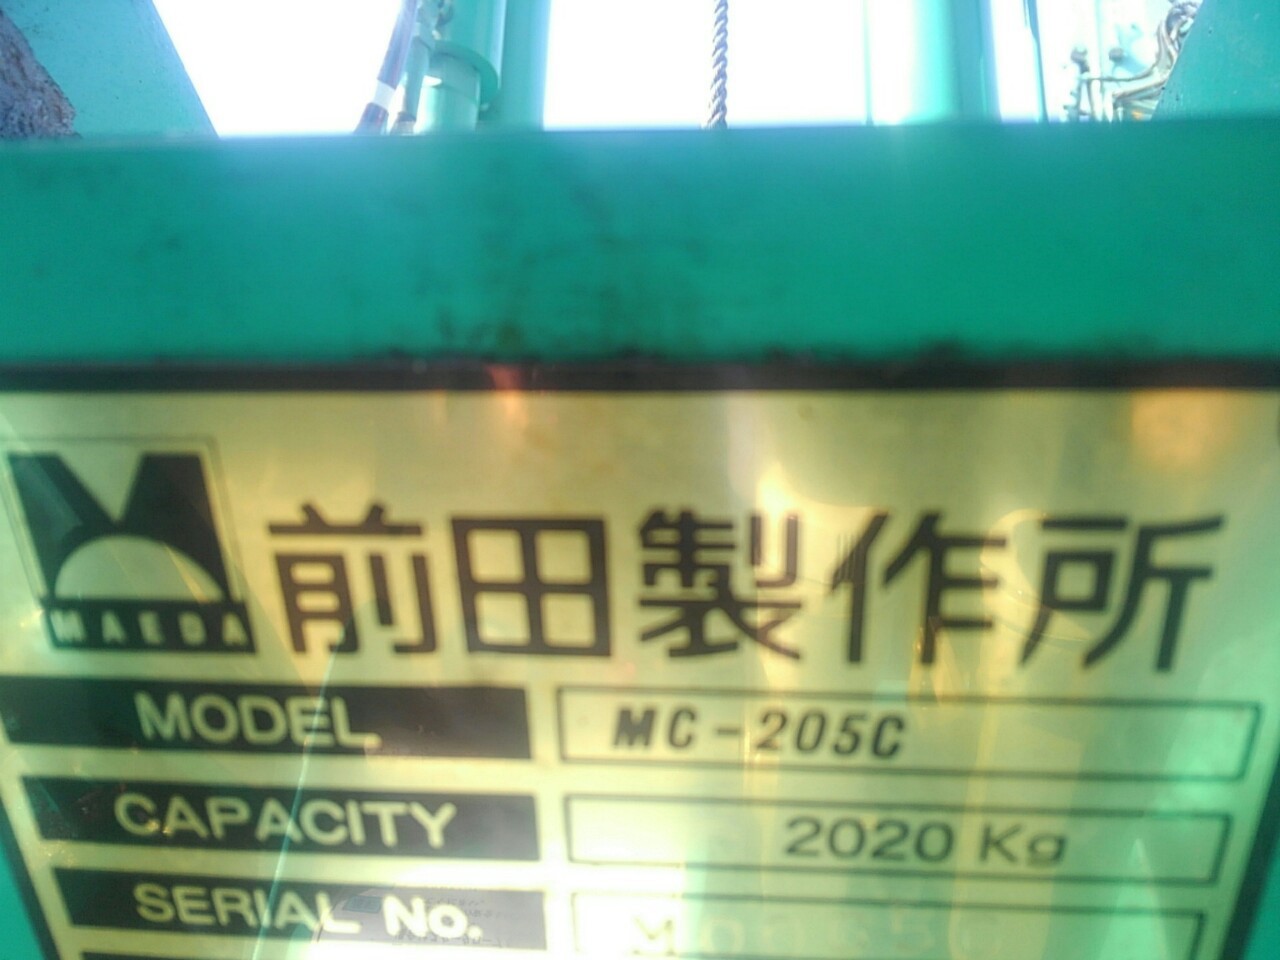 MAEDA
前田製作所
MODEL MC-205C
CAPACITY 2020 Kg
SERIAL No.